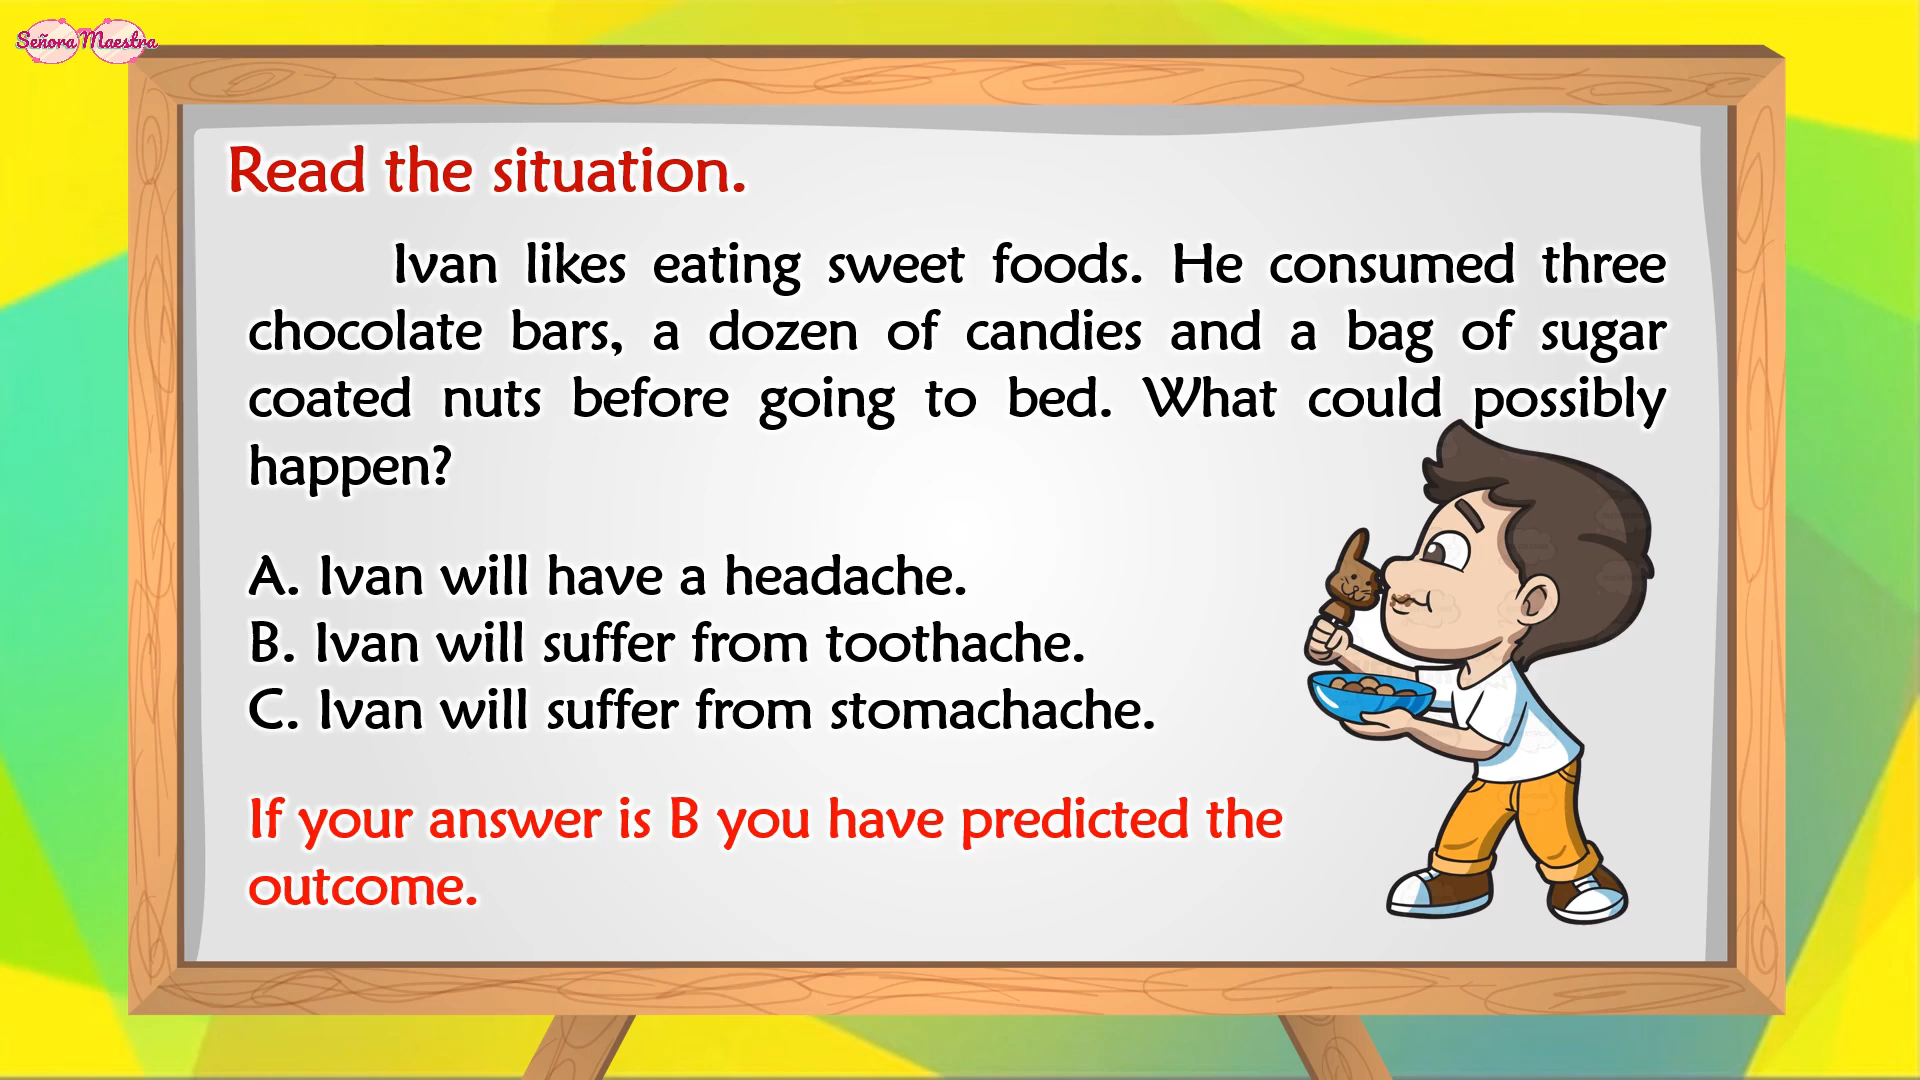 Señora Maestra
Read the situation.
Ivan likes eating sweet foods. He consumed three
chocolate bars, a dozen of candies and a bag of sugar
coated nuts before going to bed. What could possibly
happen?
A. Ivan will have a headache.
B. Ivan will suffer from toothache.
C. Ivan will suffer from stomachache.
If your answer is B you have predicted the
outcome.